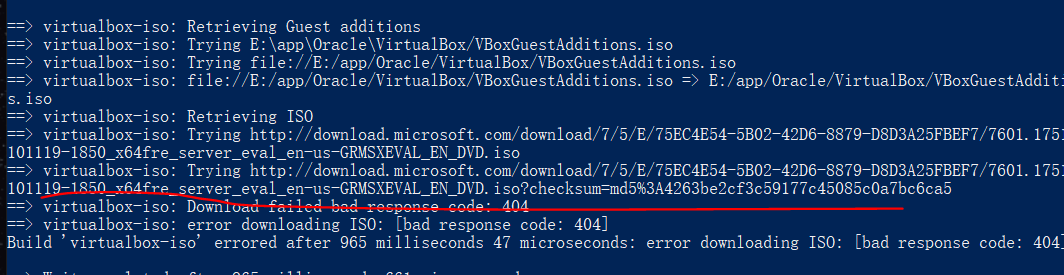 ==> virtualbox-iso: Retrieving Guest additions
==> virtualbox-iso: Trying E:\app\Oracle\VirtualBox/VBoxGuestAdditions.iso
==> virtualbox-iso: Trying file://E:/app/Oracle/VirtualBox/VBoxGuestAdditions.iso
==> virtualbox-iso: file://E:/app/Oracle/VirtualBox/VBoxGuestAdditions.iso => E:/app/Oracle/VirtualBox/VBoxGuestAdditi
s.iso
==> virtualbox-iso: Retrieving ISO
==> virtualbox-iso: Trying http://download.microsoft.com/download/7/5/E/75EC4E54-5B02-42D6-8879-D8D3A25FBEF7/7601.1751
101119-1850_x64fre_server_eval_en-us-GRMSXEVAL_EN_DVD.iso
==> virtualbox-iso: Trying http://download.microsoft.com/download/7/5/E/75EC4E54-5B02-42D6-8879-D8D3A25FBEF7/7601.1751
101119-1850_x64fre_server_eval_en-us-GRMSXEVAL_EN_DVD.iso?checksum=md5%3A4263be2cf3c59177c45085c0a7bc6ca5
==> virtualbox-iso: Download failed bad response code: 404
==> virtualbox-iso: error downloading ISO: [bad response code: 404]
Build 'virtualbox-iso' errored after 965 milliseconds 47 microseconds: error downloading ISO: [bad response code: 404]